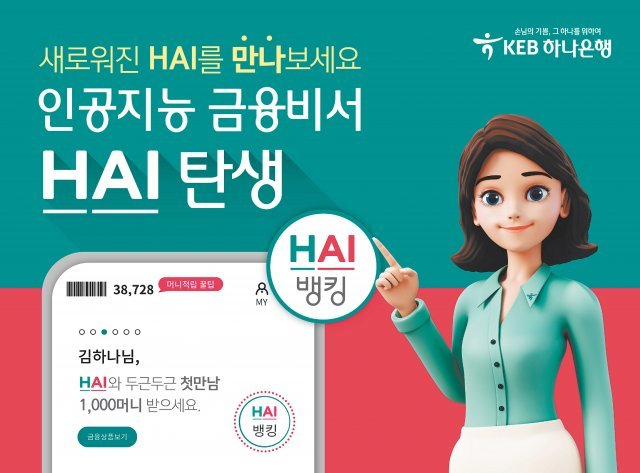 손님의 기쁨, 그 하나를 위하여
KEB 하나은행
새로워진 HAI를 만나보세요
인공지능 금융비서
HAI 탄생
HAI
뱅킹
38,728
머니적립 꿀팁
MY
김하나님,
HAI와 두근두근 첫만남
1,000머니 받으세요.
금융상품보기
HAI
뱅킹